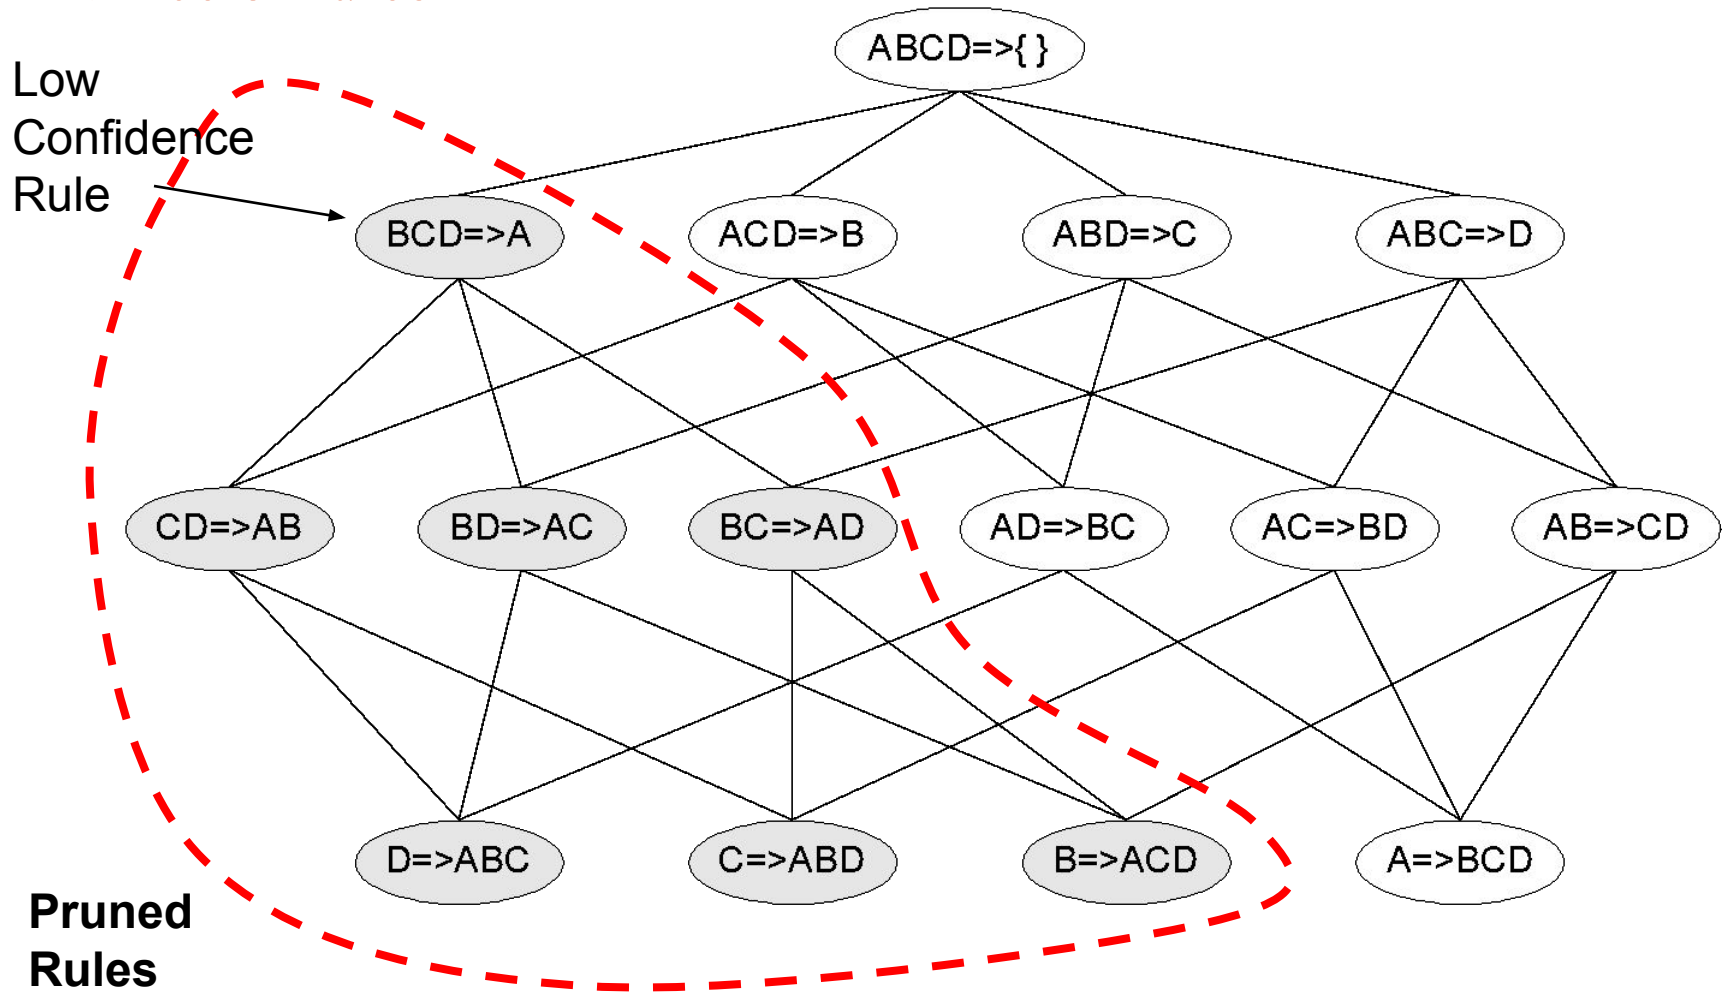 ABCD=>{ }
Low
Confidence
Rule
BCD=>A
ACD=>B
ABD=>C
ABC=>D
CD=>AB
BD=>AC
BC=>AD
AD=>BC
AC=>BD
AB=>CD
D=>ABC
C=>ABD
B=>ACD
A=>BCD
Pruned
Rules